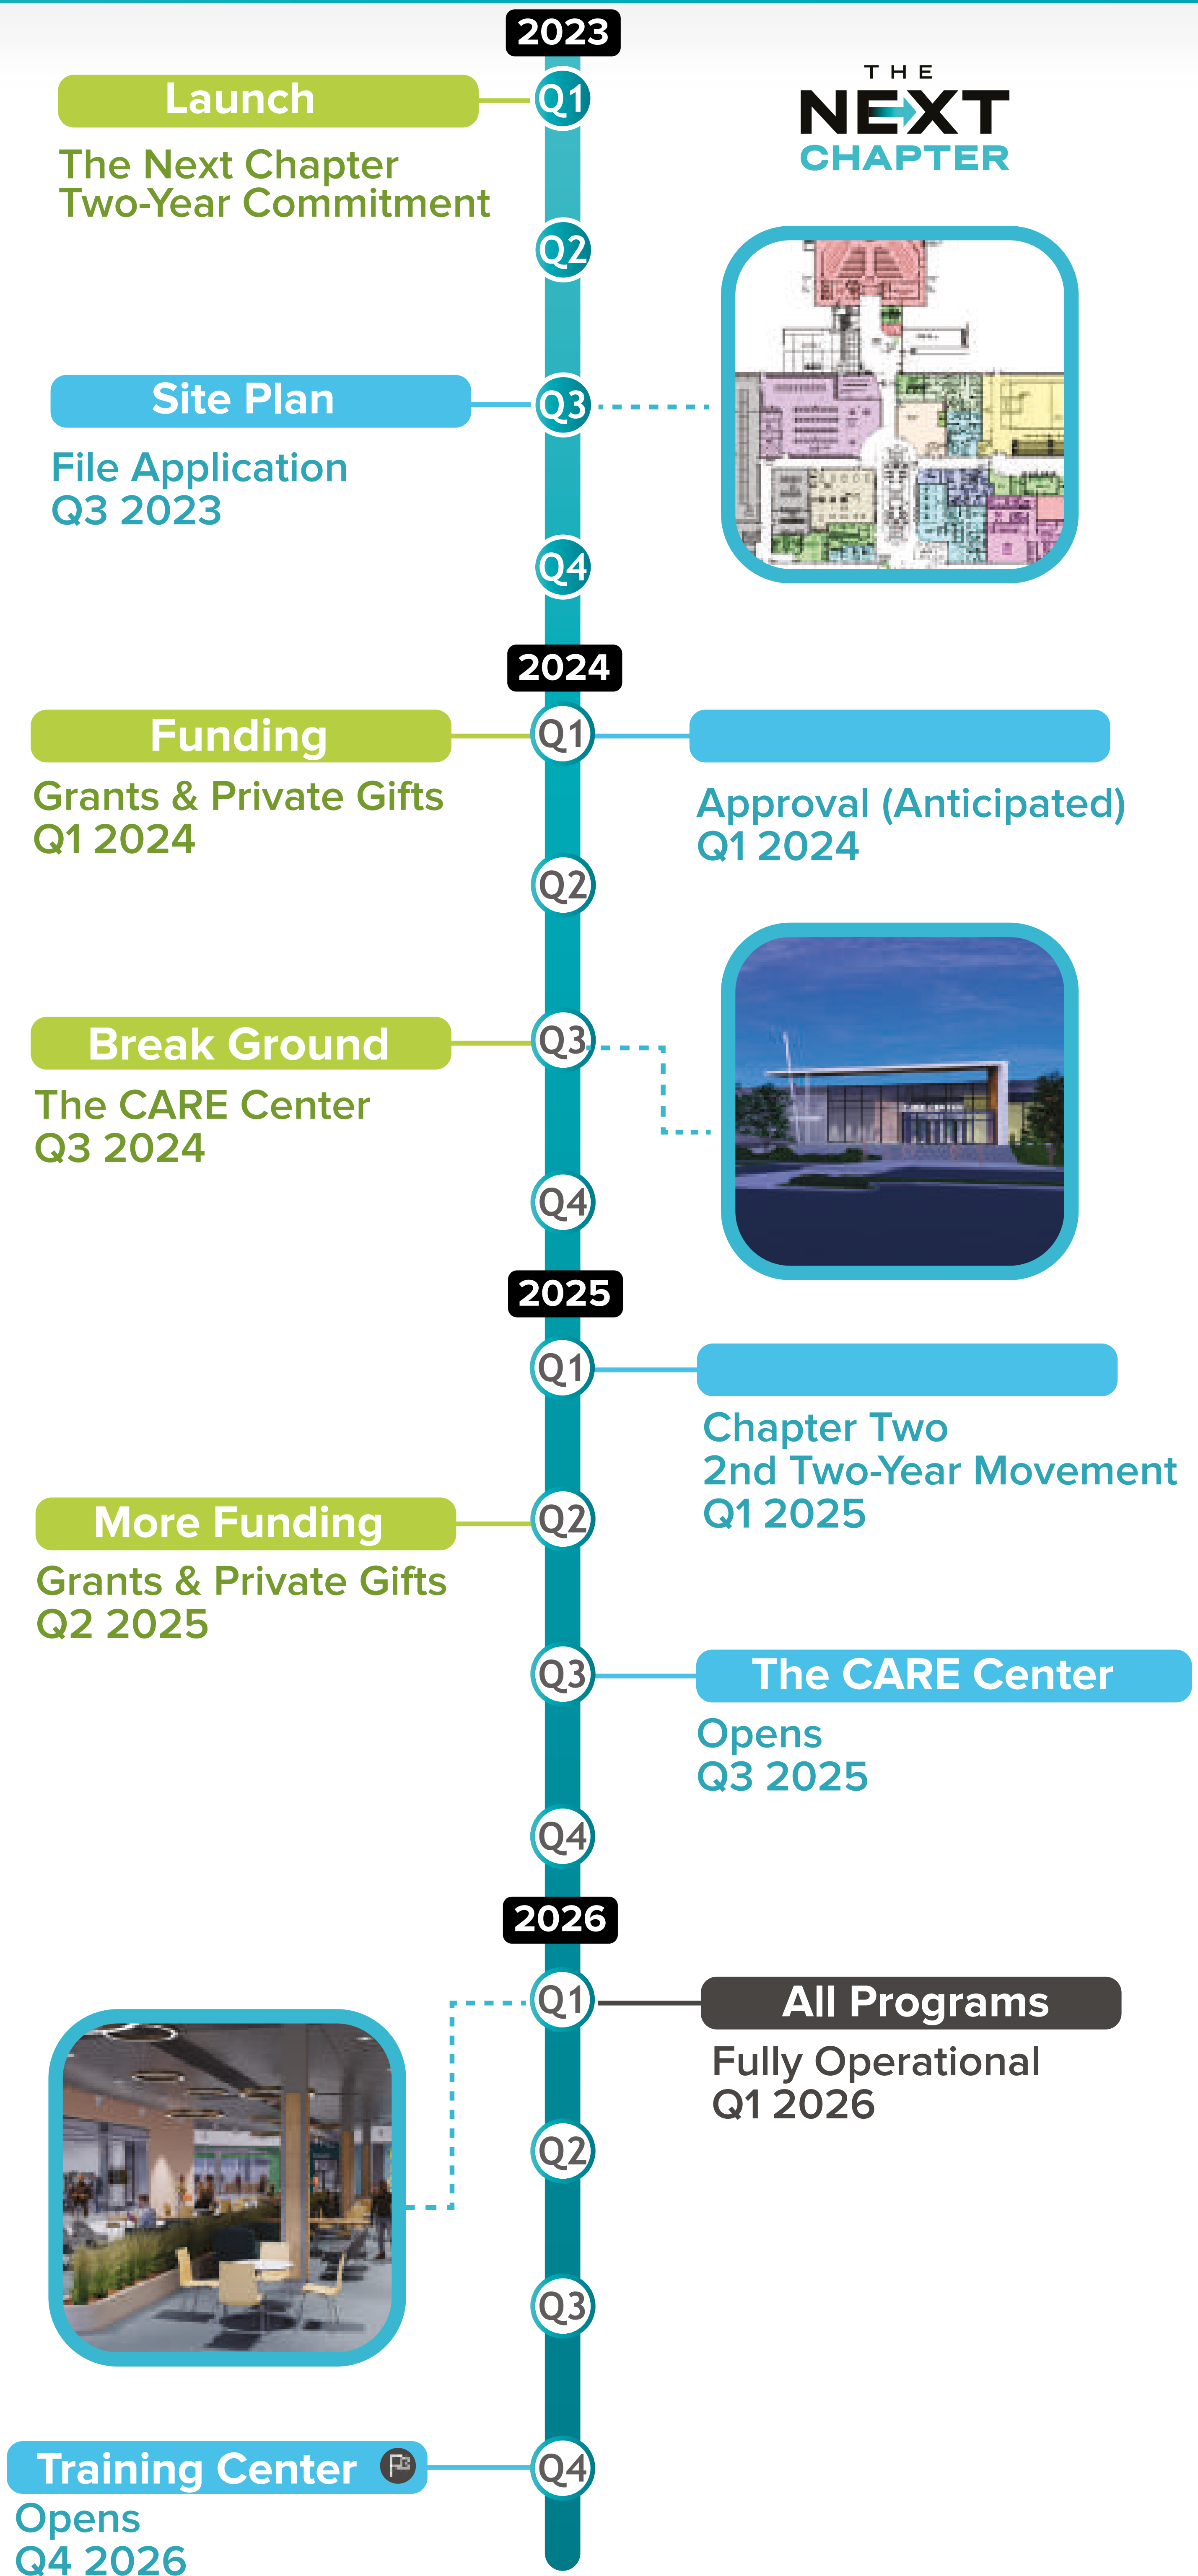 2023
THE
NEXT
CHAPTER
Launch
Q1
The Next Chapter
Two-Year Commitment
Q2
Site Plan
Q3
File Application
Q3 2023
Q4
2024
Funding
Q1
Grants & Private Gifts
Q1 2024
Approval (Anticipated)
Q1 2024
Q2
Break Ground
Q3
The CARE Center
Q3 2024
Q4
2025
Q1
Chapter Two
2nd Two-Year Movement
Q1 2025
More Funding
Q2
Grants & Private Gifts
Q2 2025
Q3
The CARE Center
Opens
Q3 2025
Q4
2026
Q1
All Programs
Fully Operational
Q1 2026
Q2
Q3
Training Center
Q4
Opens
Q4 2026